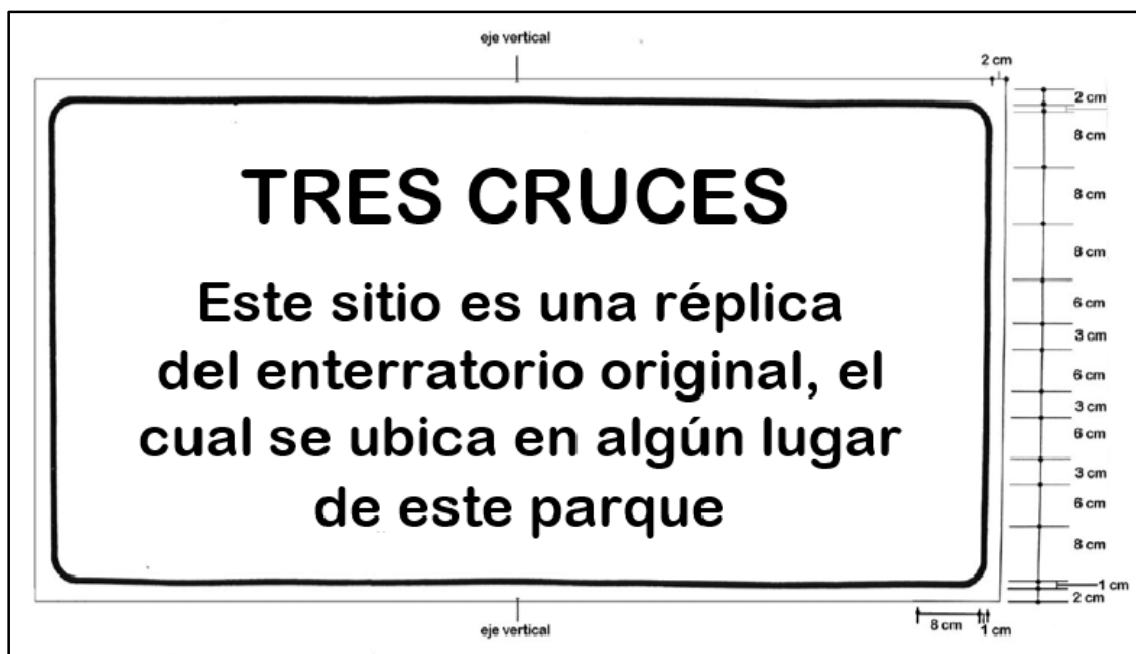 eje vertical
2 cm
2 cm
8 cm
TRES CRUCES
8 cm
8 cm
Este sitio es una réplica
6 cm
3 cm
del enterratorio original, el
6 cm
3 cm
cual se ubica en algún lugar
6 cm
3 cm
de este parque
6 cm
8 cm
1 cm
2 cm
eje vertical
8 cm
1 cm